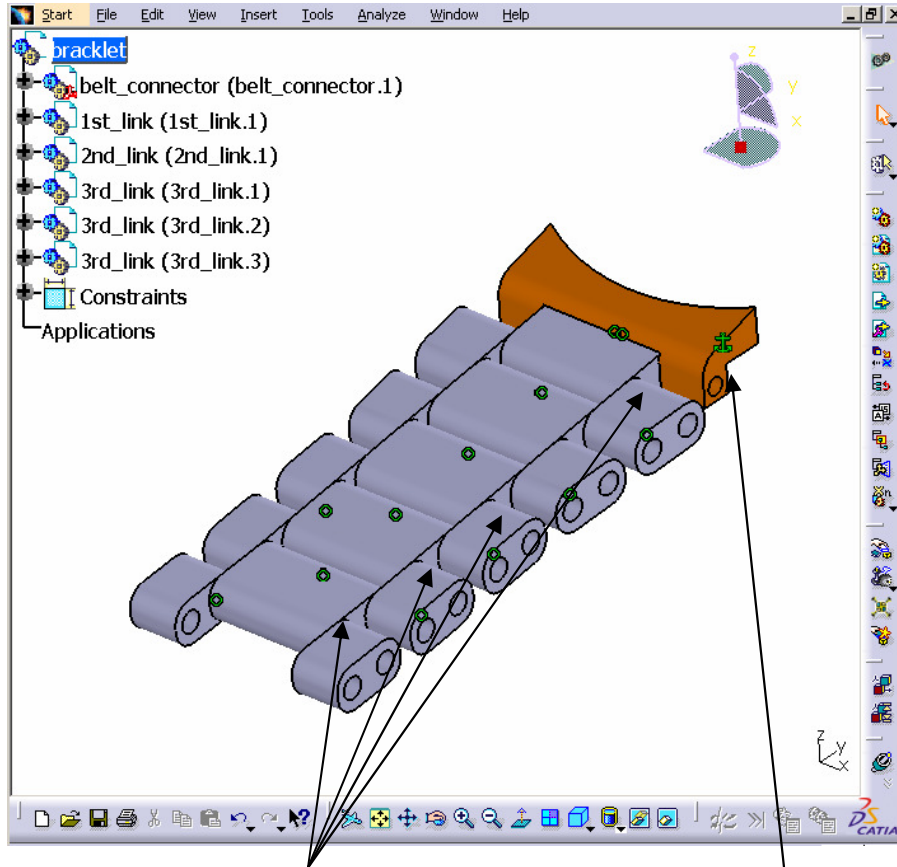 Start File Edit View Insert Tools Analyze Window Help
bracklet
belt_connector (belt_connector.1)
1st_link (1st_link.1)
2nd_link (2nd_link.1)
3rd_link (3rd_link.1)
3rd_link (3rd_link.2)
3rd_link (3rd_link.3)
Constraints
Applications
z
y
x
z
y
x
CATIA